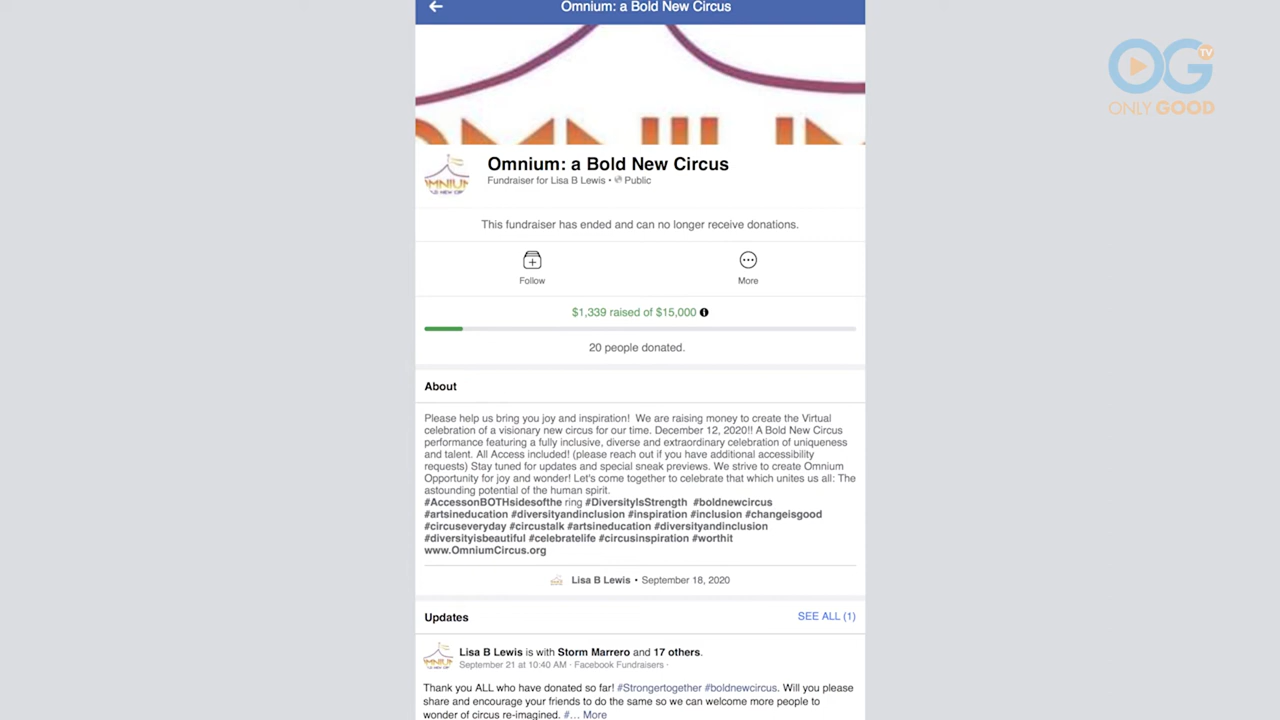 Omnium: a Bold New Circus
OG TV
ONLY GOOD
Omnium: a Bold New Circus
Fundraiser for Lisa B Lewis • Public
This fundraiser has ended and can no longer receive donations.
Follow
More
$1,339 raised of $15,000
20 people donated.
About
Please help us bring you joy and inspiration!  We are raising money to create the Virtual
celebration of a visionary new circus for our time. December 12, 2020!! A Bold New Circus
performance featuring a fully inclusive, diverse and extraordinary celebration of uniqueness
and talent. All Access included! (please reach out if you have additional accessibility
requests) Stay tuned for updates and special sneak previews. We strive to create Omnium
Opportunity for joy and wonder! Let's come together to celebrate that which unites us all: The
astounding potential of the human spirit.
#AccessonBOTHsidesofthe ring #DiversityIsStrength  #boldnewcircus
#artsineducation #diversityandinclusion #inspiration #inclusion #changeisgood
#circuseveryday #circustalk #artsineducation #diversityandinclusion
#diversityisbeautiful #celebratelife #circusinspiration #worthit
www.OmniumCircus.org
Lisa B Lewis • September 18, 2020
Updates
SEE ALL (1)
Lisa B Lewis is with Storm Marrero and 17 others.
September 21 at 10:40 AM · Facebook Fundraisers ·
Thank you ALL who have donated so far! #Strongertogether #boldnewcircus. Will you please
share and encourage your friends to do the same so we can welcome more people to
wonder of circus re-imagined. #... More